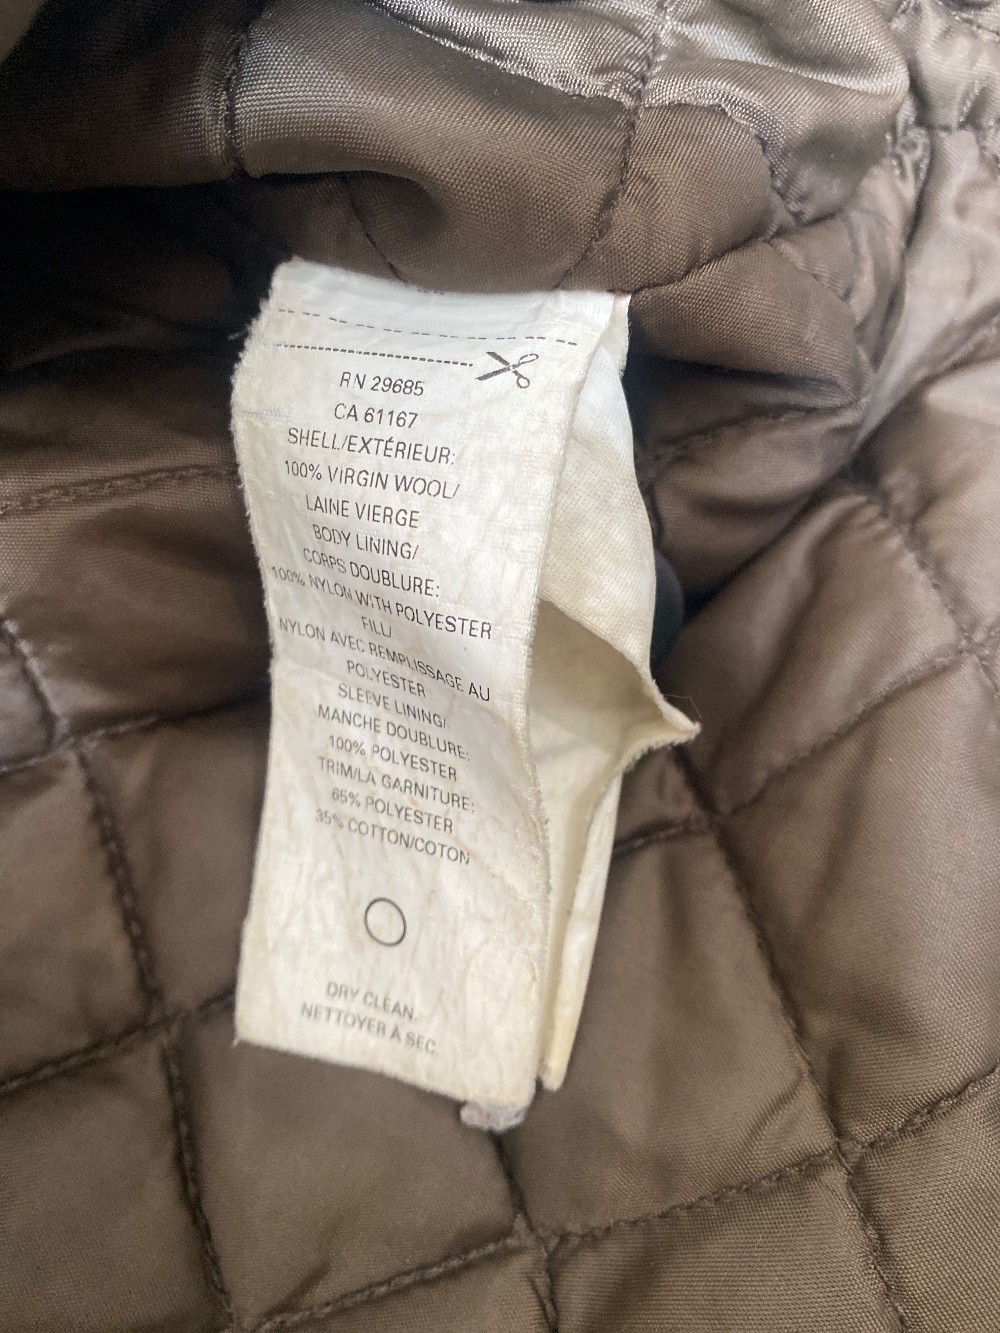 RN 29685
CA 61167
SHELL/EXTÉRIEUR:
100% VIRGIN WOOL/
LAINE VIERGE
BODY LINING/
CORPS DOUBLURE:
100% NYLON WITH POLYESTER
FILL/
NYLON AVEC REMPLISSAGE AU
POLYESTER
SLEEVE LINING/
MANCHE DOUBLURE:
100% POLYESTER
TRIM/LA GARNITURE:
65% POLYESTER
35% COTTON/COTON
DRY CLEAN.
NETTOYER À SEC.